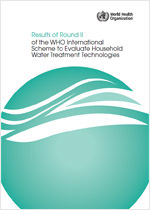 World Health
Organization
Results of Round II
of the WHO International
Scheme to Evaluate Household
Water Treatment Technologies